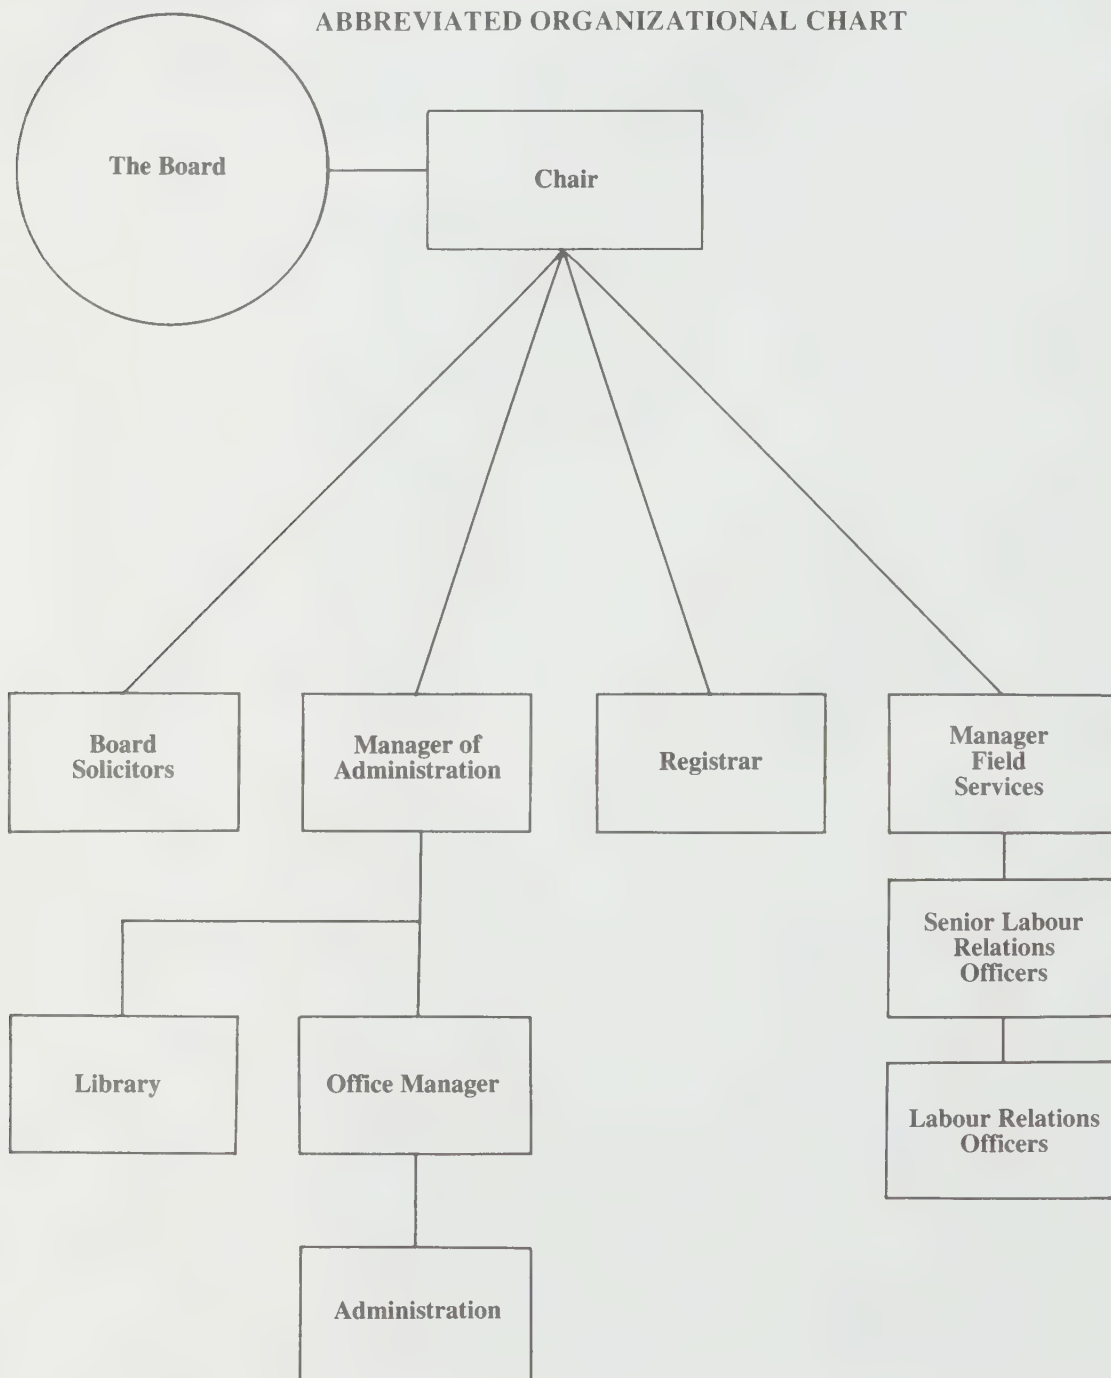 ABBREVIATED ORGANIZATIONAL CHART
The Board
Chair
Board
Solicitors
Manager of
Administration
Registrar
Manager
Field
Services
Senior Labour
Relations
Officers
Library
Office Manager
Labour Relations
Officers
Administration